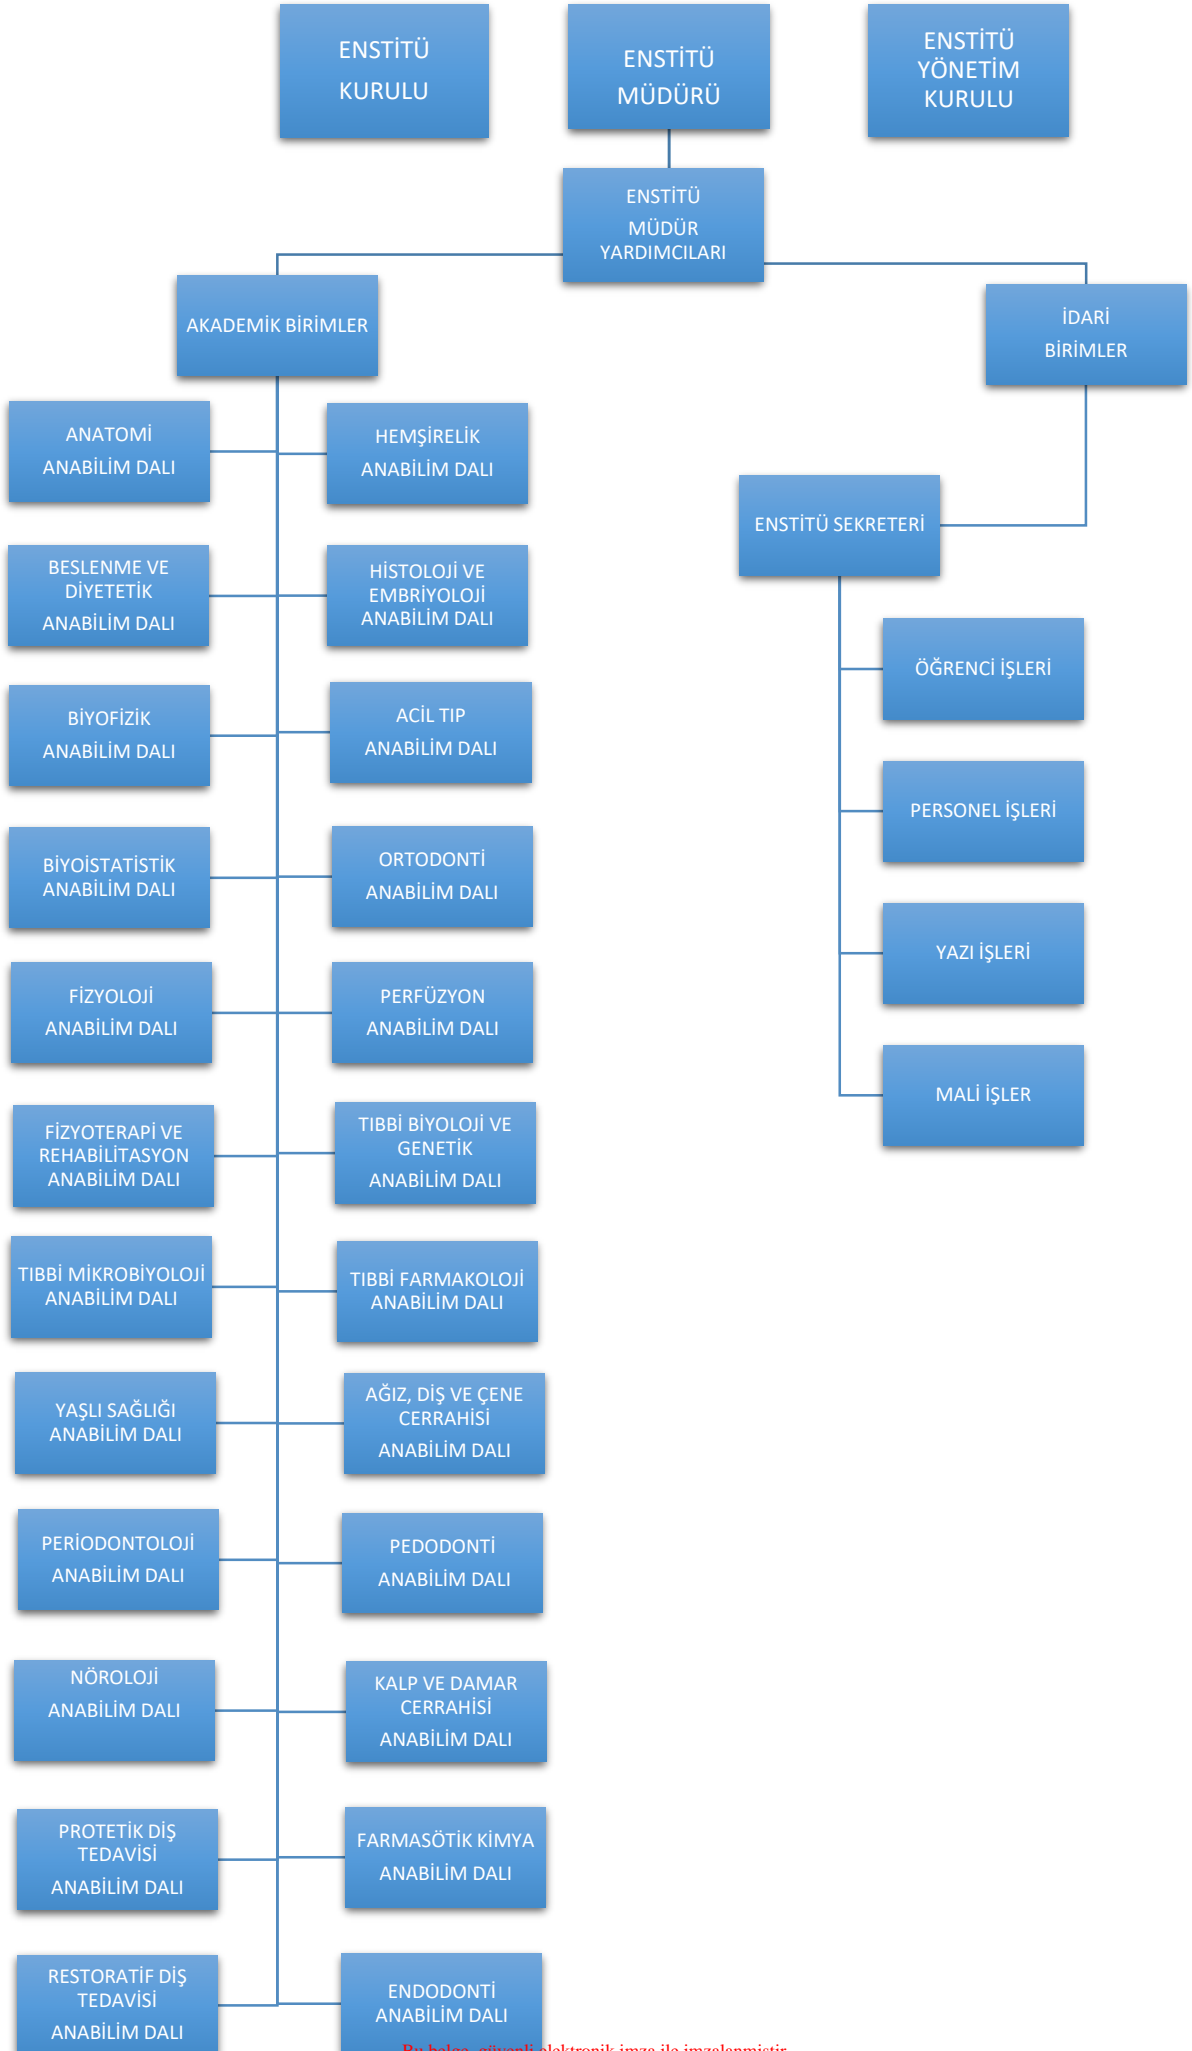 ENSTİTÜ
KURULU
ENSTİTÜ
MÜDÜRÜ
ENSTİTÜ
YÖNETİM
KURULU
ENSTİTÜ
MÜDÜR
YARDIMCILARI
AKADEMİK BİRİMLER
İDARİ
BİRİMLER
ANATOMİ
ANABİLİM DALI
HEMŞİRELİK
ANABİLİM DALI
ENSTİTÜ SEKRETERİ
BESLENME VE
DİYETETİK
ANABİLİM DALI
HİSTOLOJİ VE
EMBRİYOLOJİ
ANABİLİM DALI
ÖĞRENCİ İŞLERİ
BİYOFİZİK
ANABİLİM DALI
ACİL TIP
ANABİLİM DALI
PERSONEL İŞLERİ
BİYOİSTATİSTİK
ANABİLİM DALI
ORTODONTİ
ANABİLİM DALI
YAZI İŞLERİ
FİZYOLOJİ
ANABİLİM DALI
PERFÜZYON
ANABİLİM DALI
MALİ İŞLER
FİZYOTERAPİ VE
REHABİLİTASYON
ANABİLİM DALI
TIBBİ BİYOLOJİ VE
GENETİK
ANABİLİM DALI
TIBBİ MİKROBİYOLOJİ
ANABİLİM DALI
TIBBİ FARMAKOLOJİ
ANABİLİM DALI
YAŞLI SAĞLIĞI
ANABİLİM DALI
AĞIZ, DİŞ VE ÇENE
CERRAHİSİ
ANABİLİM DALI
PERİODONTOLOJİ
ANABİLİM DALI
PEDODONTİ
ANABİLİM DALI
NÖROLOJİ
ANABİLİM DALI
KALP VE DAMAR
CERRAHİSİ
ANABİLİM DALI
PROTETİK DİŞ
TEDAVİSİ
ANABİLİM DALI
FARMASÖTİK KİMYA
ANABİLİM DALI
RESTORATİF DİŞ
TEDAVİSİ
ANABİLİM DALI
ENDODONTİ
ANABİLİM DALI
Bu belge, güvenli elektronik imza ile imzalanmıştır.